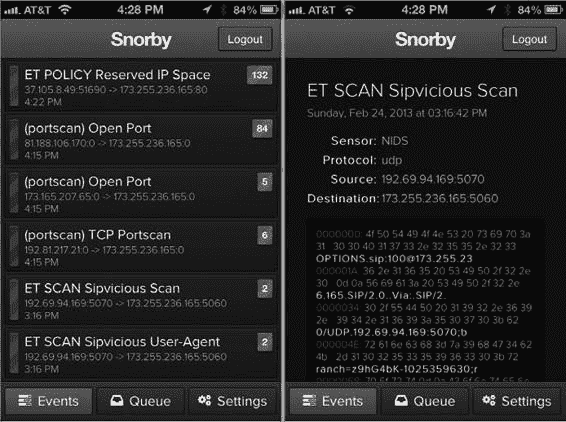 AT&T 4:28 PM 84%
Snorby Logout
ET POLICY Reserved IP Space 132
37.105.8.49:51690 -> 173.255.236.165:80
4:22 PM
(portscan) Open Port 84
81.188.106.170:0 -> 173.255.236.165:0
4:15 PM
(portscan) Open Port 5
173.165.207.65:0 -> 173.255.236.165:0
4:15 PM
(portscan) TCP Portscan 6
192.81.217.21:0 -> 173.255.236.165:0
4:15 PM
ET SCAN Sipvicious Scan 2
192.69.94.169:5070 -> 173.255.236.165:5060
3:16 PM
ET SCAN Sipvicious User-Agent 2
192.69.94.169:5070 -> 173.255.236.165:5060
3:16 PM
Events Queue Settings
AT&T 4:28 PM 84%
Snorby Logout
ET SCAN Sipvicious Scan
Sunday, Feb 24, 2013 at 03:16:42 PM
Sensor: NIDS
Protocol: udp
Source: 192.69.94.169:5070
Destination: 173.255.236.165:5060
0000000: 4f 50 54 49 4f 4e 53 20 73 69 70 3a
31 30 30 40 31 37 33 2e 32 35 35 2e 32 33
OPTIONS.sip:100@173.255.23
000001A: 36 2e 31 36 35 20 53 49 50 2f 32 2e
30 0d 0a 56 69 61 3a 20 53 49 50 2f 32 2e
6.165.SIP/2.0..Via:.SIP/2.
0000034: 30 2f 55 44 50 20 31 39 32 2e 36 39
2e 39 34 2e 31 36 39 3a 35 30 37 30 3b 62
0/UDP.192.69.94.169:5070;b
000004E: 72 61 6e 63 68 3d 7a 39 68 47 34 62
4b 2d 31 30 32 35 33 35 39 36 33 30 3b 72
ranch=z9hG4bK-1025359630;r
Events Queue Settings